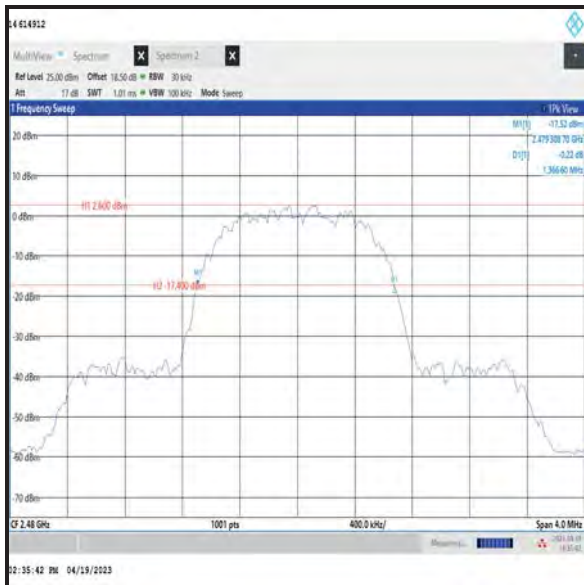 14 614912
MultiView Spectrum X Spectrum 2 X
Ref Level 25.00 dBm Offset 18.50 dB RBW 30 kHz
Att 17 dB SWT 1.01 ms VBW 100 kHz Mode Sweep
1 Frequency Sweep 1Pk View
M1[1] -17.52 dBm
2.479 308 70 GHz
20 dBm
D1[1] -0.22 dB
1.366 60 MHz
10 dBm
H1 2.600 dBm
0 dBm
-10 dBm
M1
D1
H2 -17.400 dBm
-20 dBm
-30 dBm
-40 dBm
-50 dBm
-60 dBm
-70 dBm
CF 2.48 GHz 1001 pts 400.0 kHz/ Span 4.0 MHz
02:35:42 PM 04/19/2023